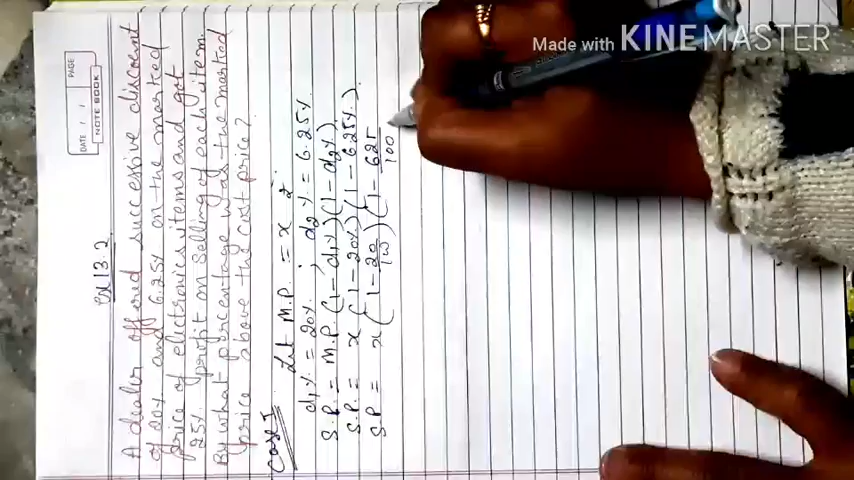 PAGE
DATE / /
NOTE BOOK
Ex 13.2
A dealer offered successive discount
of 20% and 6.25% on the marked
price of electronics items and got
25% profit on selling of each item.
By what percentage was the marked
price above the cost price?
Case I Let M.P. = x
d₁% = 20% , d₂% = 6.25%
S.P. = M.P. (1 - d₁%) (1 - d₂%)
S.P. = x (1 - 20%) (1 - 6.25%)
S.P = x (1 - 20/100) (1 - 625/100
Made with KINEMASTER